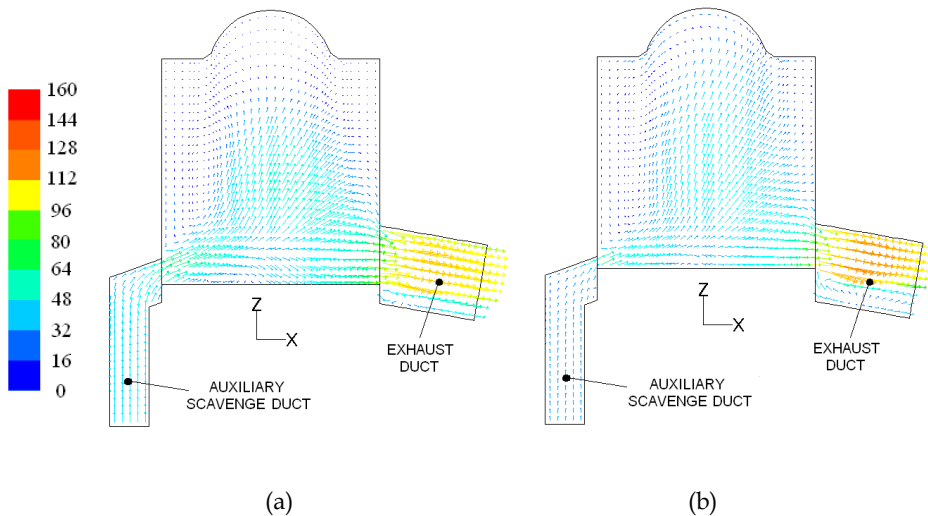 160
144
128
112
96
80
64
48
32
16
0
Z
X
EXHAUST
DUCT
AUXILIARY
SCAVENGE DUCT
(a)
Z
X
EXHAUST
DUCT
AUXILIARY
SCAVENGE DUCT
(b)